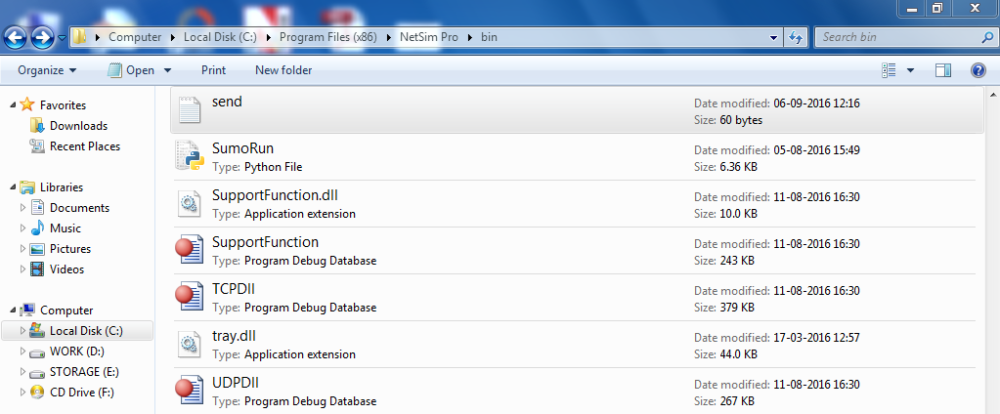 Computer Local Disk (C:) Program Files (x86) NetSim Pro bin Search bin
Organize Open Print New folder
Favorites
Downloads
Recent Places
Libraries
Documents
Music
Pictures
Videos
Computer
Local Disk (C:)
WORK (D:)
STORAGE (E:)
CD Drive (F:)
send Date modified: 06-09-2016 12:16
Size: 60 bytes
SumoRun Date modified: 05-08-2016 15:49
Type: Python File Size: 6.36 KB
SupportFunction.dll Date modified: 11-08-2016 16:30
Type: Application extension Size: 10.0 KB
SupportFunction Date modified: 11-08-2016 16:30
Type: Program Debug Database Size: 243 KB
TCPDll Date modified: 11-08-2016 16:30
Type: Program Debug Database Size: 379 KB
tray.dll Date modified: 17-03-2016 12:57
Type: Application extension Size: 44.0 KB
UDPDll Date modified: 11-08-2016 16:30
Type: Program Debug Database Size: 267 KB